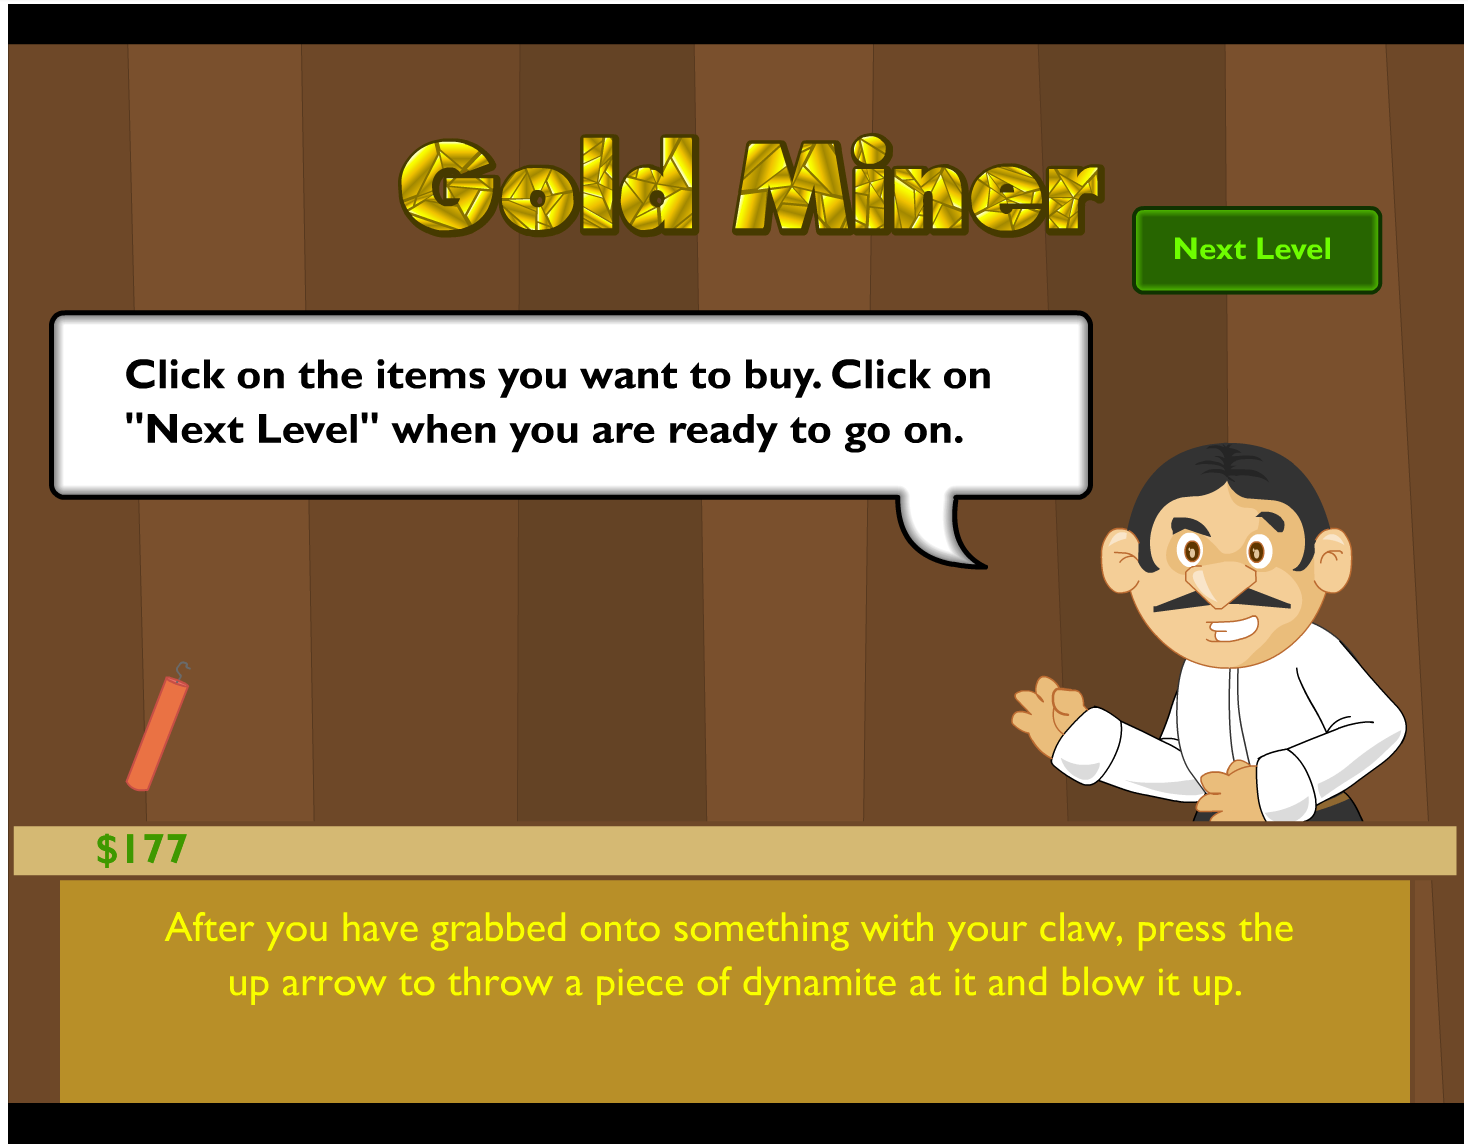 Gold Miner
Next Level
Click on the items you want to buy. Click on
"Next Level" when you are ready to go on.
$177
After you have grabbed onto something with your claw, press the
up arrow to throw a piece of dynamite at it and blow it up.